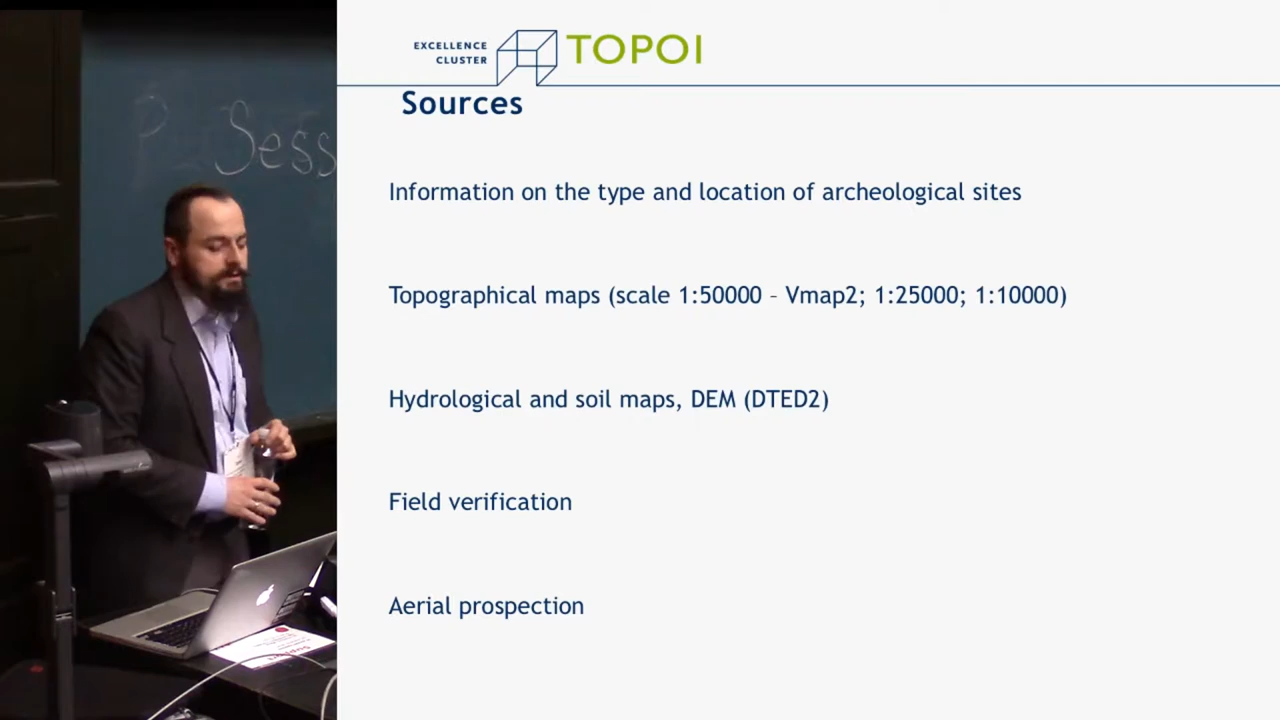 EXCELLENCE
CLUSTER
TOPOI
Sources
Sess
Information on the type and location of archeological sites
Topographical maps (scale 1:50000 – Vmap2; 1:25000; 1:10000)
Hydrological and soil maps, DEM (DTED2)
Field verification
Aerial prospection